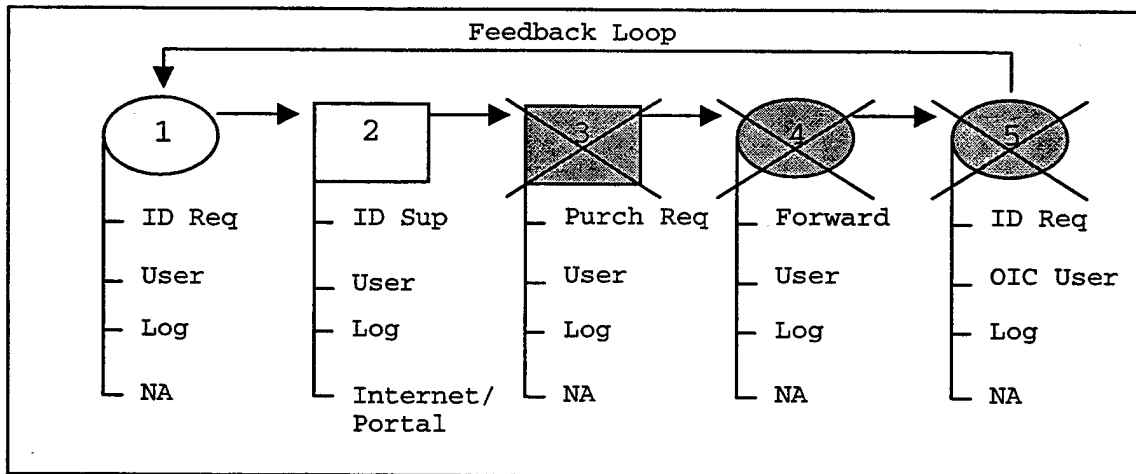 Feedback Loop
1
2
3
4
5
ID Req
User
Log
NA
ID Sup
User
Log
Internet/
Portal
Purch Req
User
Log
NA
Forward
User
Log
NA
ID Req
OIC User
Log
NA